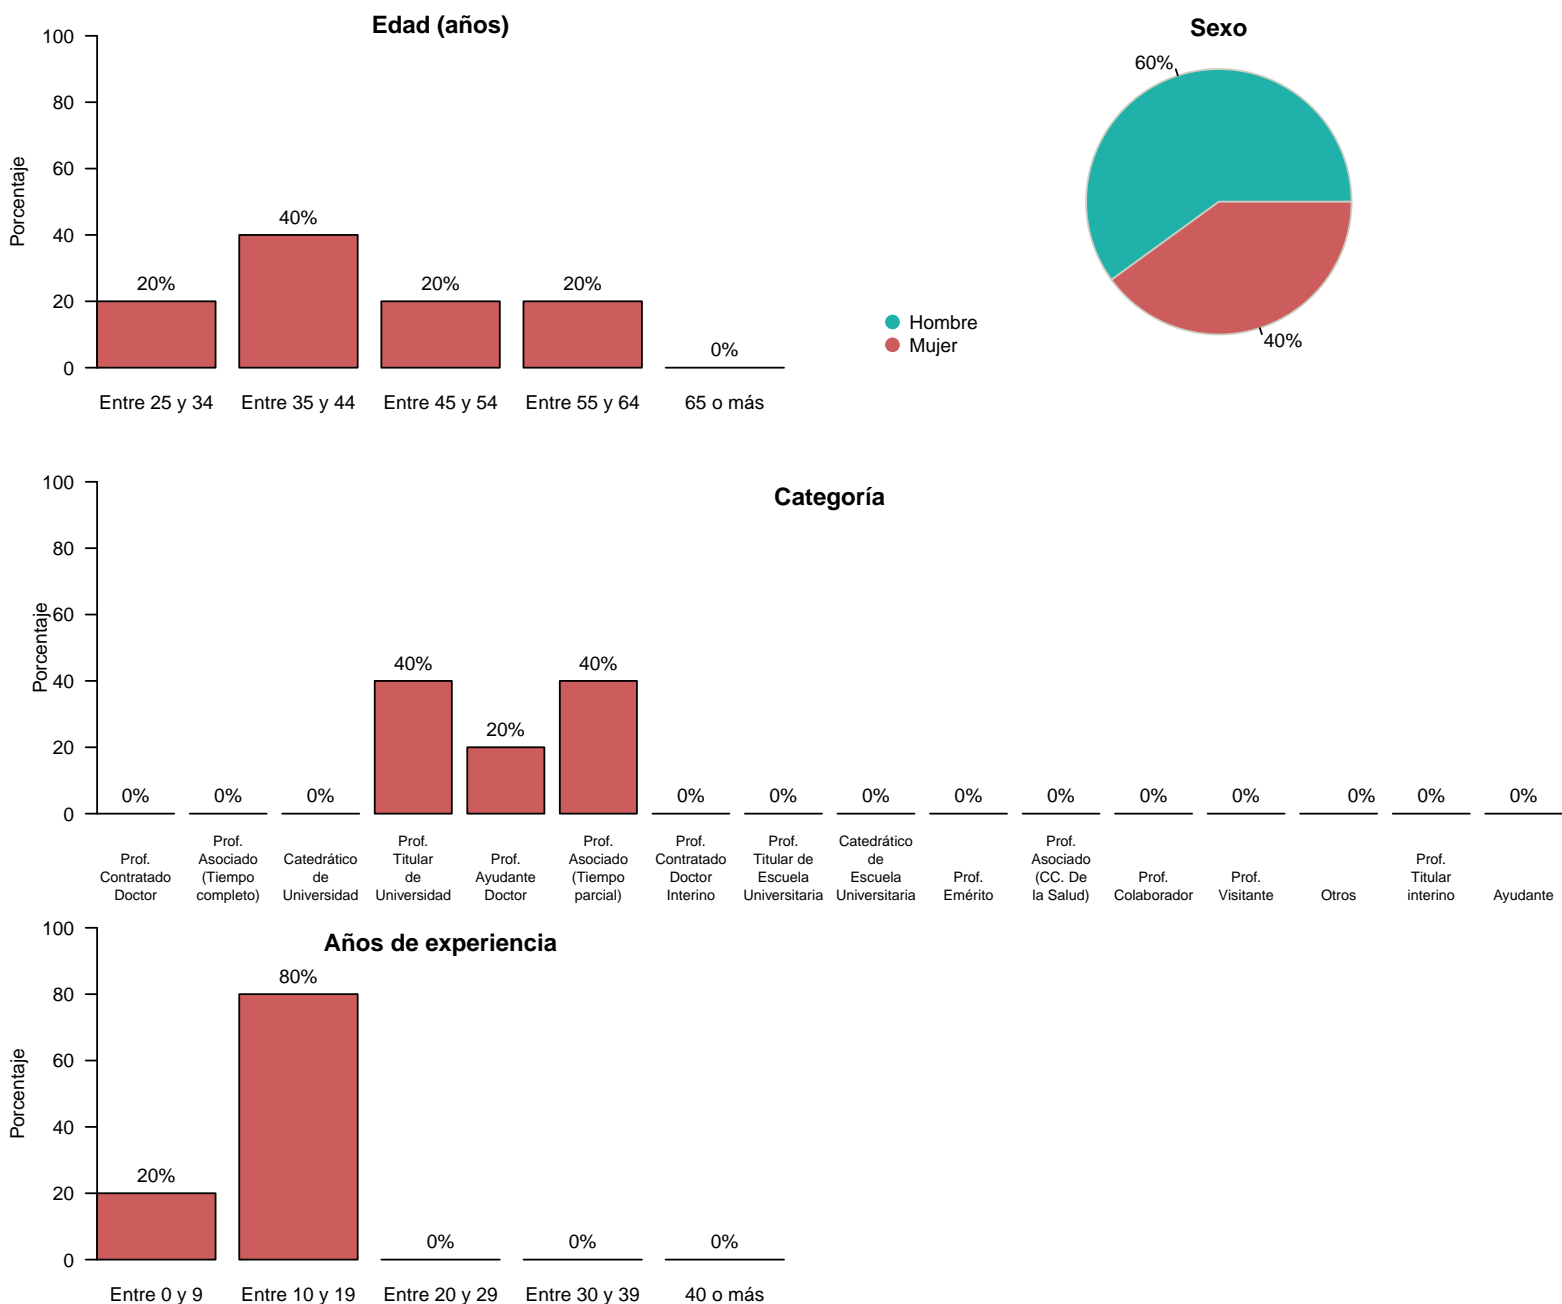 Edad (años)
Porcentaje
100
80
60
40
20
0
20%
40%
20%
20%
0%
Entre 25 y 34
Entre 35 y 44
Entre 45 y 54
Entre 55 y 64
65 o más
Sexo
60%
40%
Hombre
Mujer
Categoría
Porcentaje
100
80
60
40
20
0
0%
0%
0%
40%
20%
40%
0%
0%
0%
0%
0%
0%
0%
0%
0%
0%
Prof.
Contratado
Doctor
Prof.
Asociado
(Tiempo
completo)
Catedrático
de
Universidad
Prof.
Titular
de
Universidad
Prof.
Ayudante
Doctor
Prof.
Asociado
(Tiempo
parcial)
Prof.
Contratado
Doctor
Interino
Prof.
Titular de
Escuela
Universitaria
Catedrático
de
Escuela
Universitaria
Prof.
Emérito
Prof.
Asociado
(CC. De
la Salud)
Prof.
Colaborador
Prof.
Visitante
Otros
Prof.
Titular
interino
Ayudante
Años de experiencia
Porcentaje
100
80
60
40
20
0
20%
80%
0%
0%
0%
Entre 0 y 9
Entre 10 y 19
Entre 20 y 29
Entre 30 y 39
40 o más